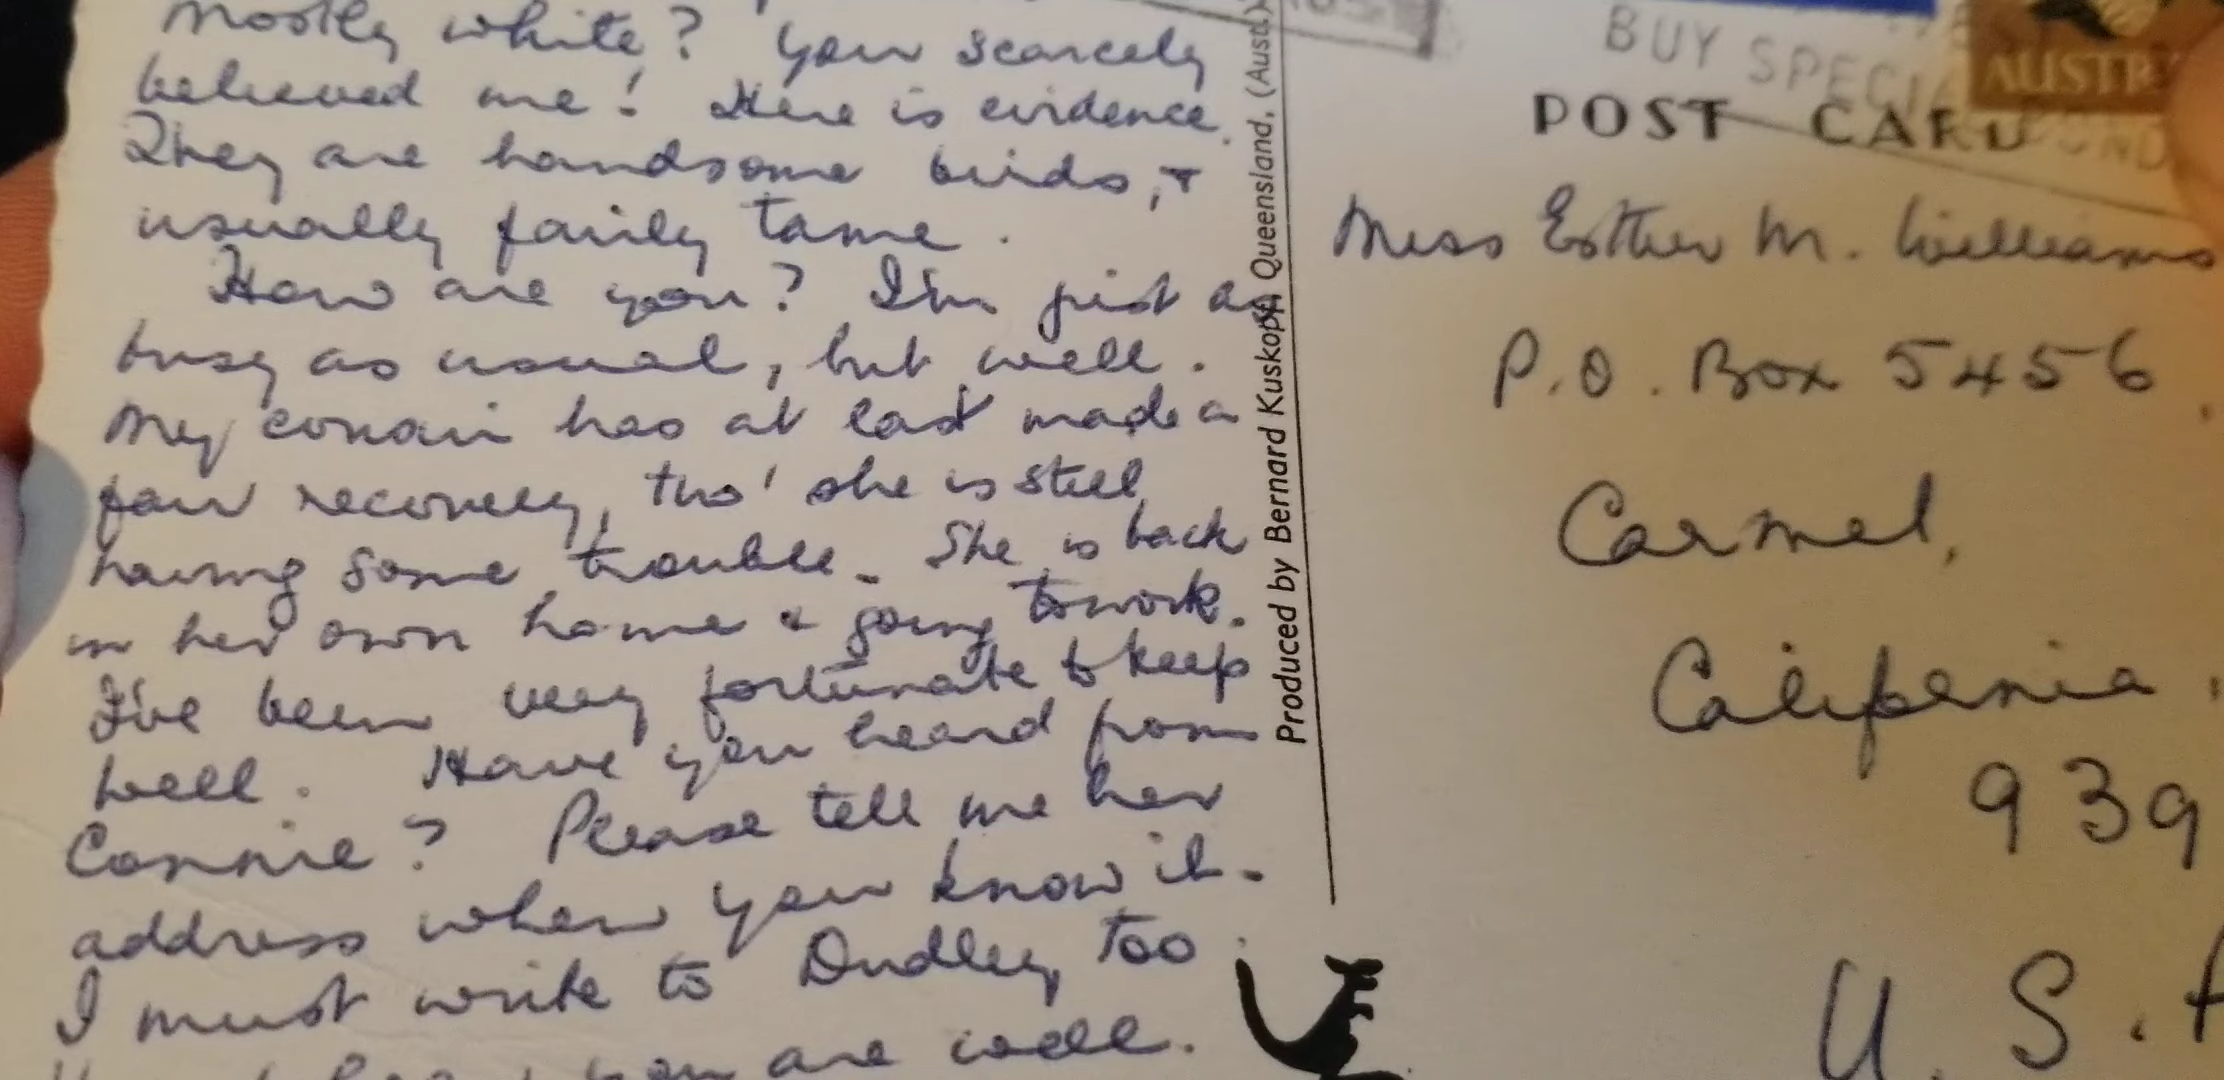 mostly white? You scarcely
believed me! Here is evidence.
They are handsome birds, &
usually fairly tame.
How are you? I'm just as
busy as usual, but well.
My cousin has at last made a
fair recovery, tho' she is still
having some trouble. She is back
in her own home & going to work.
I've been very fortunate to keep
well. Have you heard from
Connie? Please tell me her
address when you know it.
I must write to Dudley too.
you are well.
Produced by Bernard Kuskopf, Queensland, (Aust.)
BUY SPECIAL
AUSTR
POST CARD
Miss Esther M. Williams
P.O. Box 5456,
Carmel,
California,
939
U.S.A